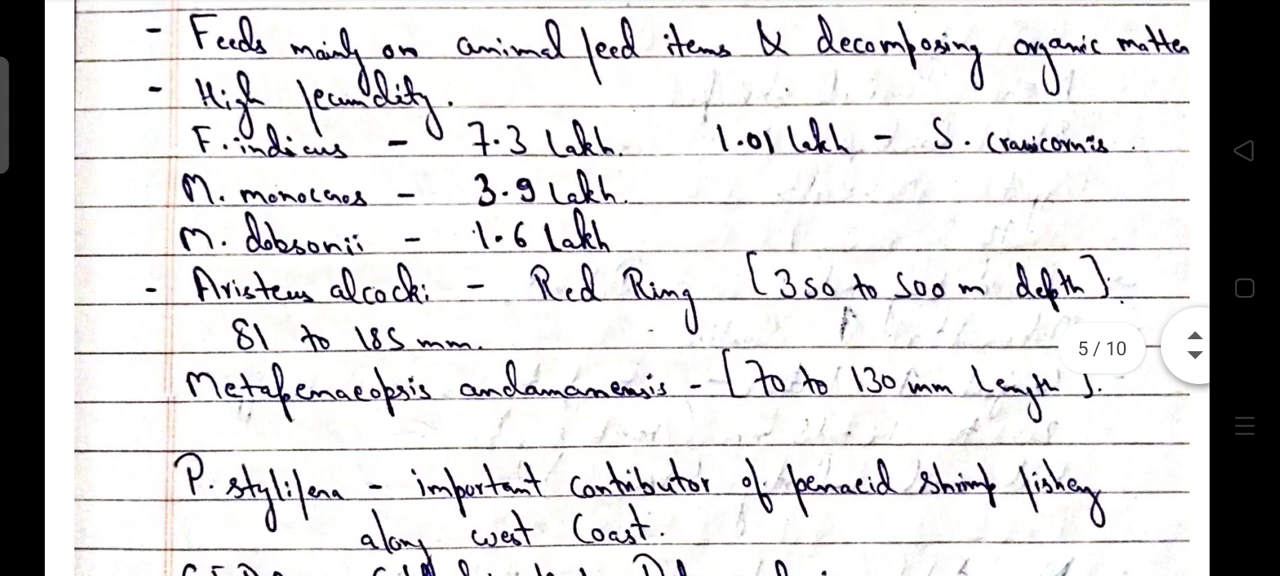 - Feeds mainly on animal feed items & decomposing organic matter
- High fecundity.
F. indicus - 7.3 Lakh. 1.01 lakh - S. crassicornis.
M. monoceros - 3.9 Lakh.
M. dobsonii - 1.6 Lakh
- Aristeus alcocki - Red Ring [350 to 500 m depth].
81 to 185 mm.
5 / 10
Metapenaeopsis andamanensis - [70 to 130 mm length].
P. stylifera - important contributor of penaeid shrimp fishery
along west coast.